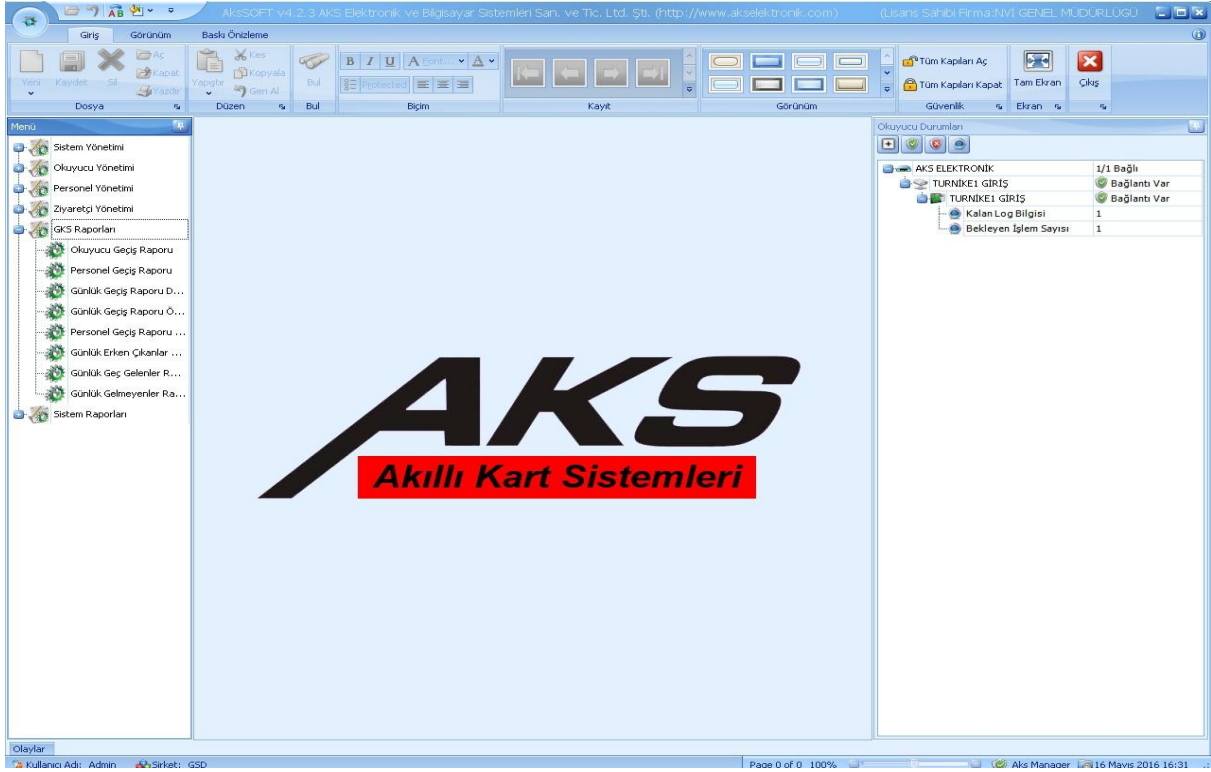 AksSOFT v4.2.3 AKS Elektronik ve Bilgisayar Sistemleri San. ve Tic. Ltd. Şti. (http://www.akselektronik.com) (Lisans Sahibi Firma:NVİ GENEL MÜDÜRLÜĞÜ
Giriş Görünüm Baskı Önizleme
Yeni Kaydet Sil Aç Kapat Yazdır
Yapıştır Kes Kopyala Geri Al
Bul
B I U A Font... A
Protected
Tüm Kapıları Aç
Tüm Kapıları Kapat
Tam Ekran
Çıkış
Dosya Düzen Bul Biçim Kayıt Görünüm Güvenlik Ekran
Menü
Sistem Yönetimi
Okuyucu Yönetimi
Personel Yönetimi
Ziyaretçi Yönetimi
GKS Raporları
Okuyucu Geçiş Raporu
Personel Geçiş Raporu
Günlük Geçiş Raporu D...
Günlük Geçiş Raporu Ö...
Personel Geçiş Raporu ...
Günlük Erken Çıkanlar ...
Günlük Geç Gelenler R...
Günlük Gelmeyenler Ra...
Sistem Raporları
AKS
Akıllı Kart Sistemleri
Okuyucu Durumları
AKS ELEKTRONİK 1/1 Bağlı
TURNİKE1 GİRİŞ Bağlantı Var
TURNİKE1 GİRİŞ Bağlantı Var
Kalan Log Bilgisi 1
Bekleyen İşlem Sayısı 1
Olaylar
Kullanıcı Adı: Admin Şirket: GSD Page 0 of 0 100% Aks Manager 16 Mayıs 2016 16:31